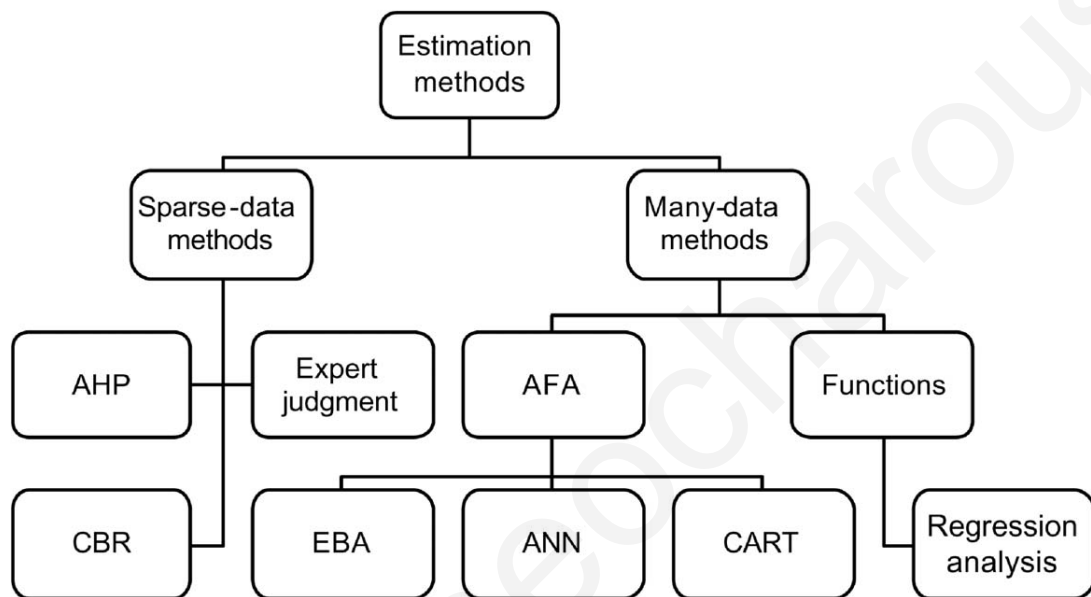 Estimation
methods
Sparse-data
methods
Many-data
methods
AHP
Expert
judgment
AFA
Functions
CBR
EBA
ANN
CART
Regression
analysis